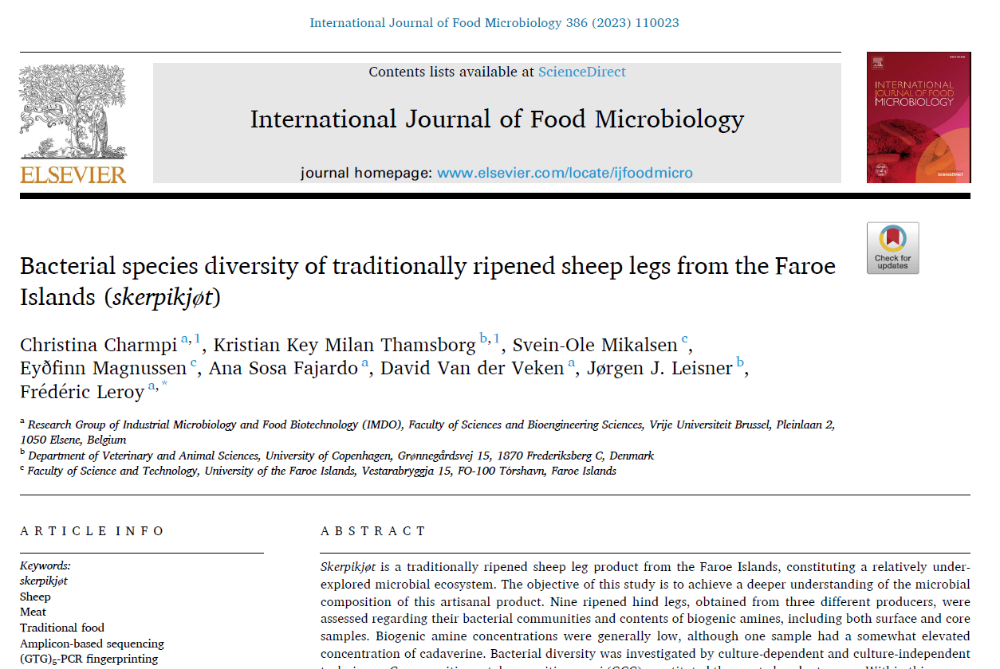 International Journal of Food Microbiology 386 (2023) 110023
Contents lists available at ScienceDirect
International Journal of Food Microbiology
journal homepage: www.elsevier.com/locate/ijfoodmicro
ELSEVIER
INTERNATIONAL
JOURNAL OF FOOD
MICROBIOLOGY
ScienceDirect
Check for
updates
Bacterial species diversity of traditionally ripened sheep legs from the Faroe
Islands (skerpikjøt)
Christina Charmpi a,1, Kristian Key Milan Thamsborg b,1, Svein-Ole Mikalsen c,
Eyðfinn Magnussen c, Ana Sosa Fajardo a, David Van der Veken a, Jørgen J. Leisner b,
Frédéric Leroy a,*
a Research Group of Industrial Microbiology and Food Biotechnology (IMDO), Faculty of Sciences and Bioengineering Sciences, Vrije Universiteit Brussel, Pleinlaan 2,
1050 Elsene, Belgium
b Department of Veterinary and Animal Sciences, University of Copenhagen, Grønnegårdsvej 15, 1870 Frederiksberg C, Denmark
c Faculty of Science and Technology, University of the Faroe Islands, Vestarabryggja 15, FO-100 Tórshavn, Faroe Islands
ARTICLE INFO
Keywords:
skerpikjøt
Sheep
Meat
Traditional food
Amplicon-based sequencing
(GTG)5-PCR fingerprinting
ABSTRACT
Skerpikjøt is a traditionally ripened sheep leg product from the Faroe Islands, constituting a relatively under-
explored microbial ecosystem. The objective of this study is to achieve a deeper understanding of the microbial
composition of this artisanal product. Nine ripened hind legs, obtained from three different producers, were
assessed regarding their bacterial communities and contents of biogenic amines, including both surface and core
samples. Biogenic amine concentrations were generally low, although one sample had a somewhat elevated
concentration of cadaverine. Bacterial diversity was investigated by culture-dependent and culture-independent